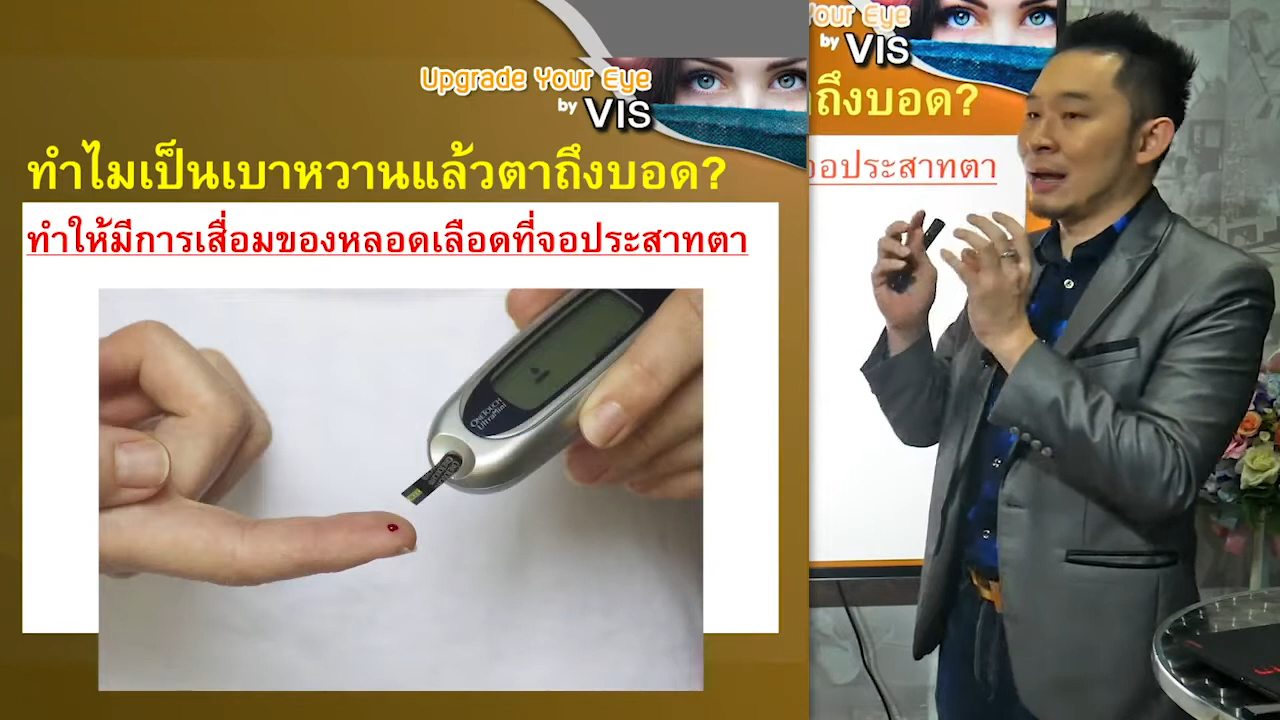 Upgrade Your Eye
by VIS
ทำไมเป็นเบาหวานแล้วตาถึงบอด?
ทำให้มีการเสื่อมของหลอดเลือดที่จอประสาทตา
ONETOUCH
UltraMini
Your Eye
by VIS
ถึงบอด?
จอประสาทตา